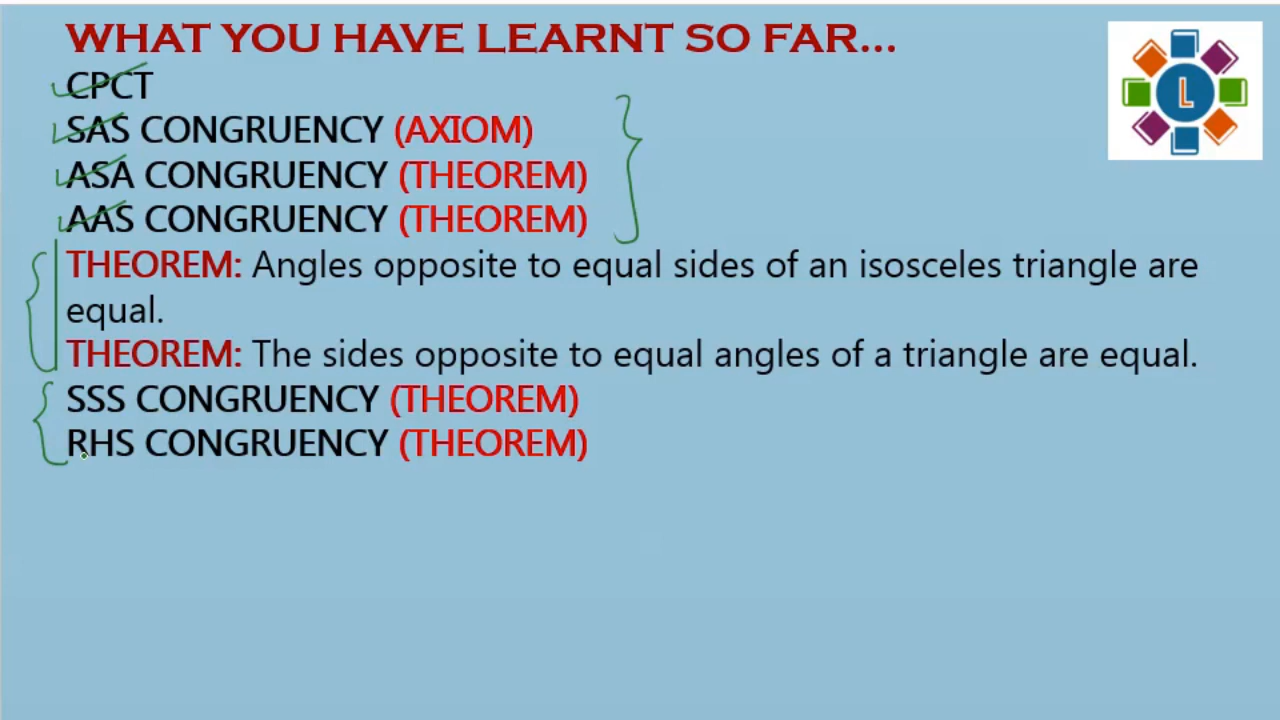 WHAT YOU HAVE LEARNT SO FAR...
CPCT
SAS CONGRUENCY (AXIOM)
ASA CONGRUENCY (THEOREM)
AAS CONGRUENCY (THEOREM)
THEOREM: Angles opposite to equal sides of an isosceles triangle are
equal.
THEOREM: The sides opposite to equal angles of a triangle are equal.
SSS CONGRUENCY (THEOREM)
RHS CONGRUENCY (THEOREM)
L